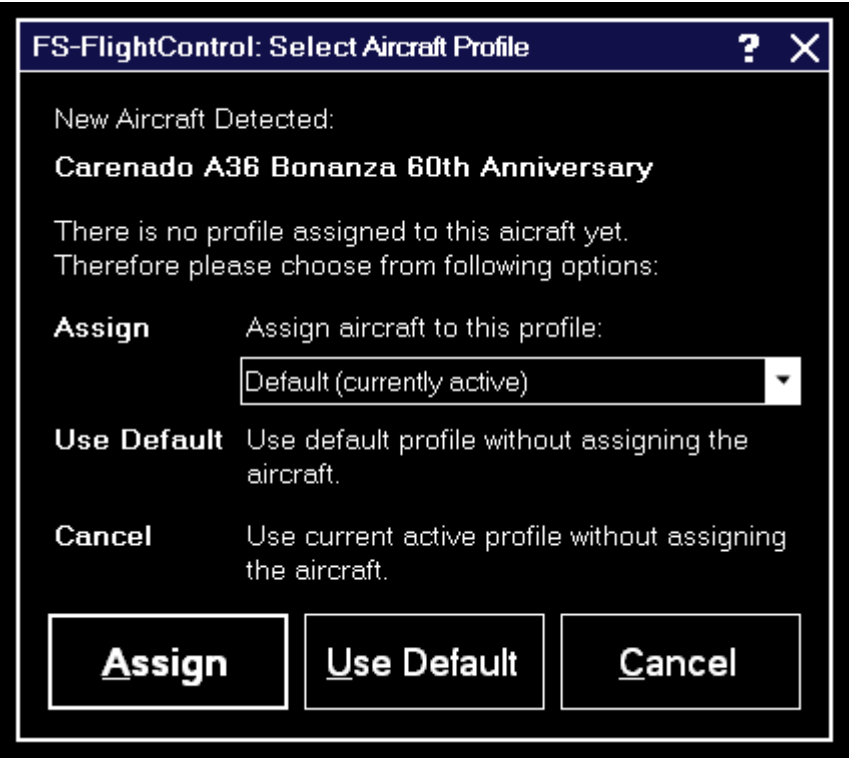 FS-FlightControl: Select Aircraft Profile ? X
New Aircraft Detected:
Carenado A36 Bonanza 60th Anniversary
There is no profile assigned to this aicraft yet.
Therefore please choose from following options:
Assign Assign aircraft to this profile:
Default (currently active)
Use Default Use default profile without assigning the
aircraft.
Cancel Use current active profile without assigning
the aircraft.
Assign Use Default Cancel